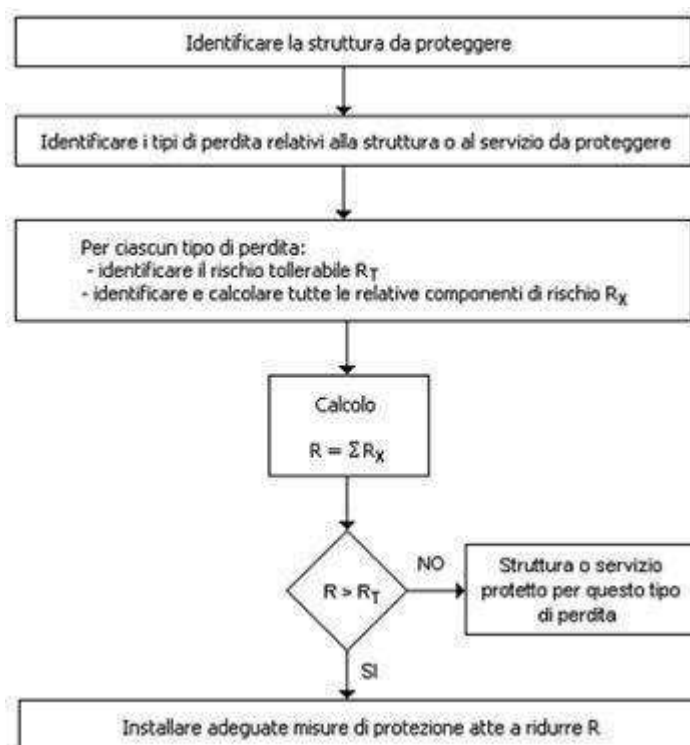 Identificare la struttura da proteggere
Identificare i tipi di perdita relativi alla struttura o al servizio da proteggere
Per ciascun tipo di perdita:
- identificare il rischio tollerabile RT
- identificare e calcolare tutte le relative componenti di rischio RX
Calcolo
R = ΣRX
R > RT
NO
Struttura o servizio
protetto per questo tipo
di perdita
SI
Installare adeguate misure di protezione atte a ridurre R